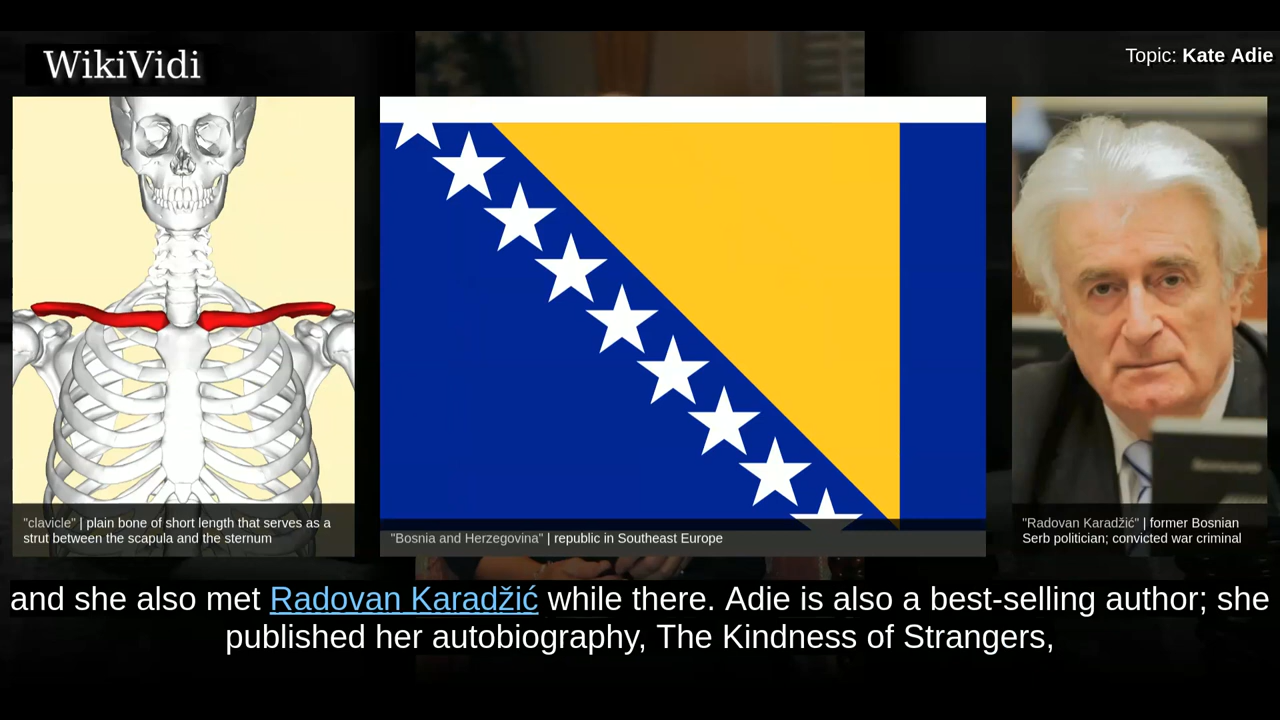 WikiVidi
Topic: Kate Adie
"clavicle" | plain bone of short length that serves as a
strut between the scapula and the sternum
"Bosnia and Herzegovina" | republic in Southeast Europe
"Radovan Karadžić" | former Bosnian
Serb politician; convicted war criminal
and she also met Radovan Karadžić while there. Adie is also a best-selling author; she
published her autobiography, The Kindness of Strangers,